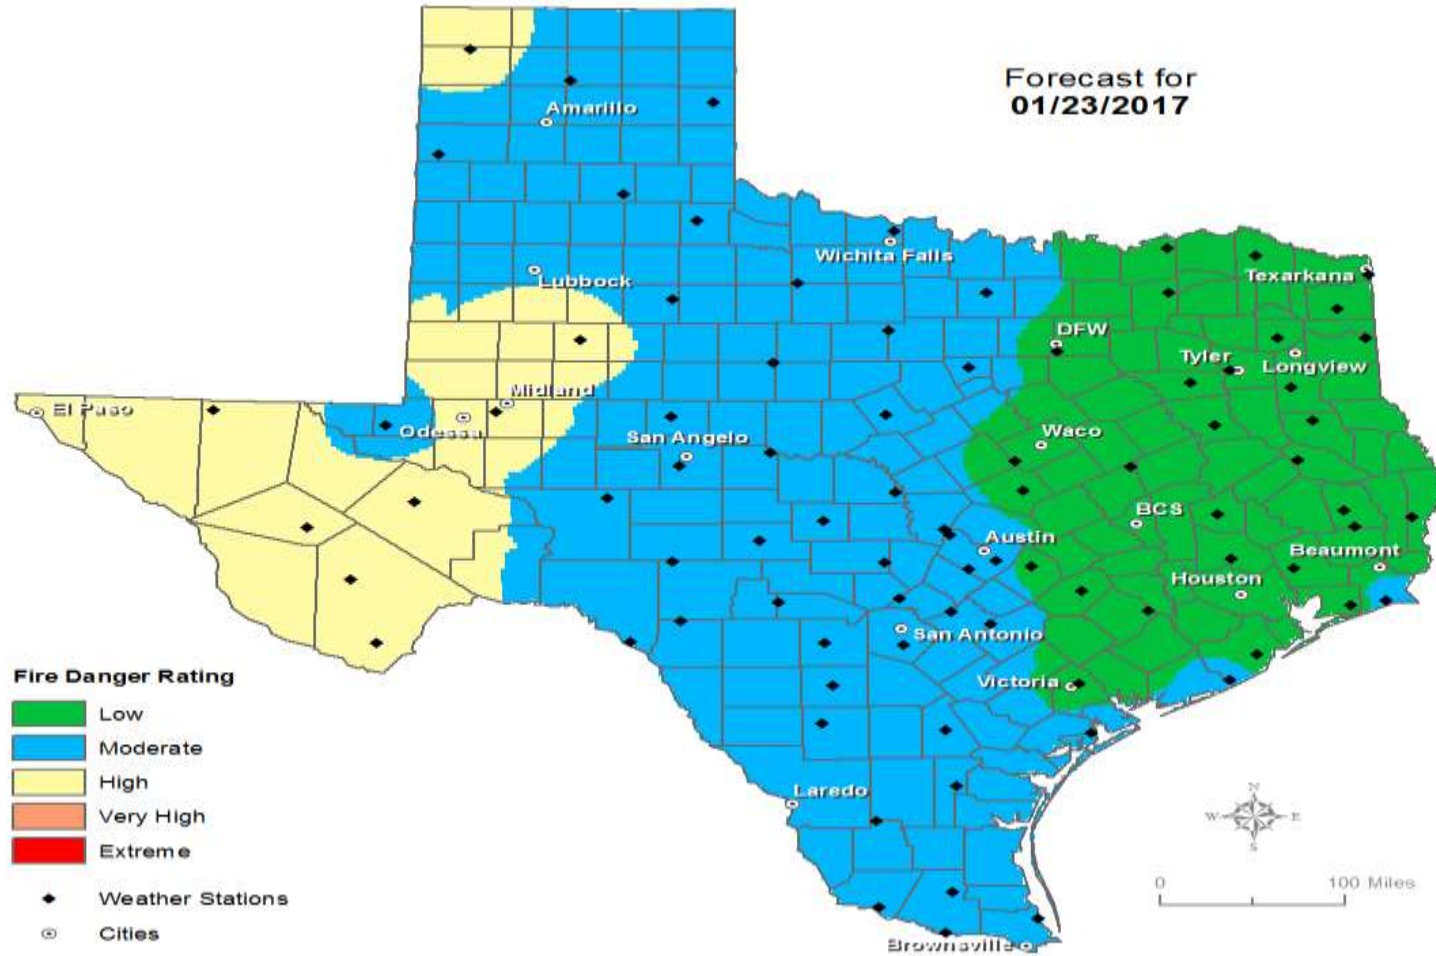 Forecast for
01/23/2017
Amarillo
Wichita Falls
Lubbock
Texarkana
DFW
Tyler
Longview
Midland
El Paso
Odessa
San Angelo
Waco
BCS
Austin
Beaumont
Houston
San Antonio
Victoria
Laredo
Brownsville
Fire Danger Rating
Low
Moderate
High
Very High
Extreme
Weather Stations
Cities
N
W E
S
0 100 Miles